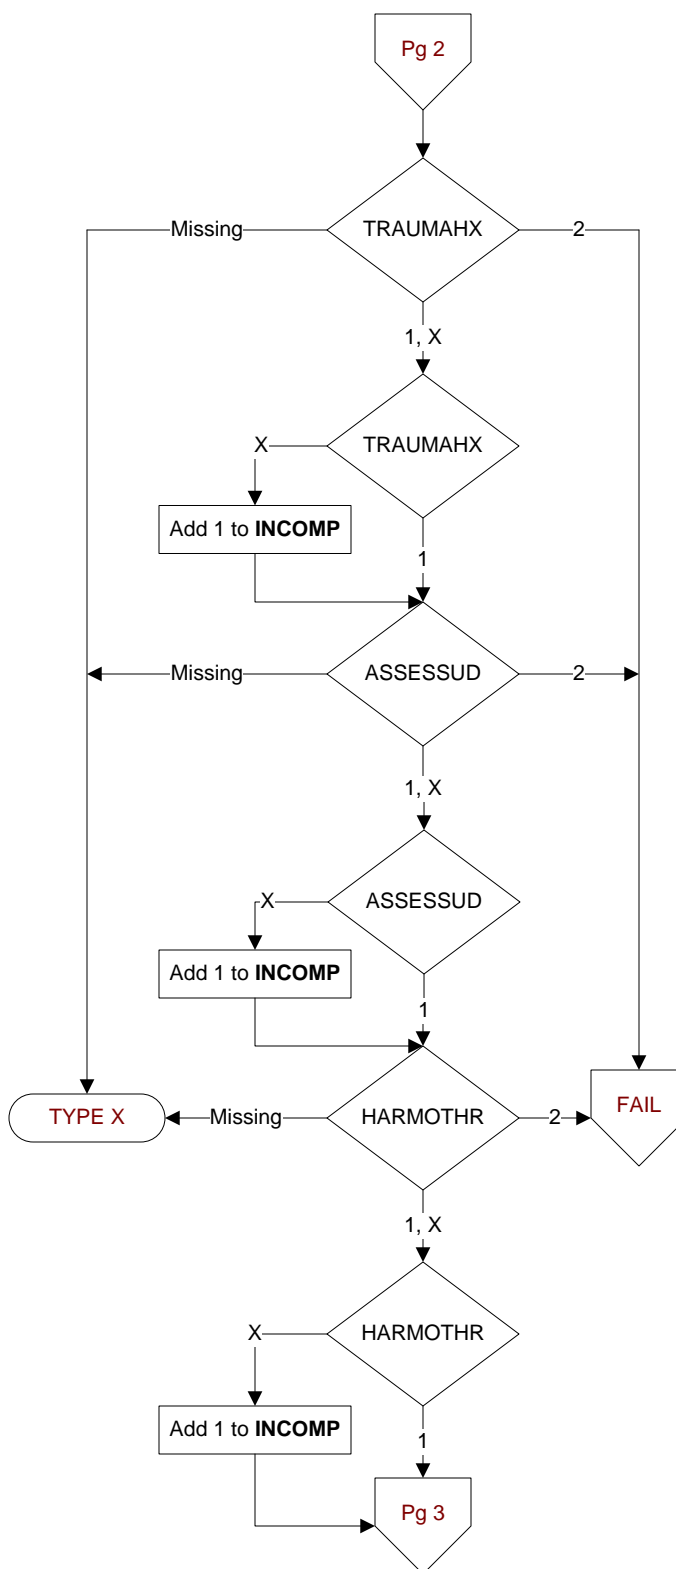 Pg 2
Missing
TRAUMAHX
2
1, X
X
TRAUMAHX
Add 1 to INCOMP
1
Missing
ASSESSUD
2
1, X
X
ASSESSUD
Add 1 to INCOMP
1
TYPE X
Missing
HARMOTHR
2
FAIL
1, X
X
HARMOTHR
Add 1 to INCOMP
1
Pg 3